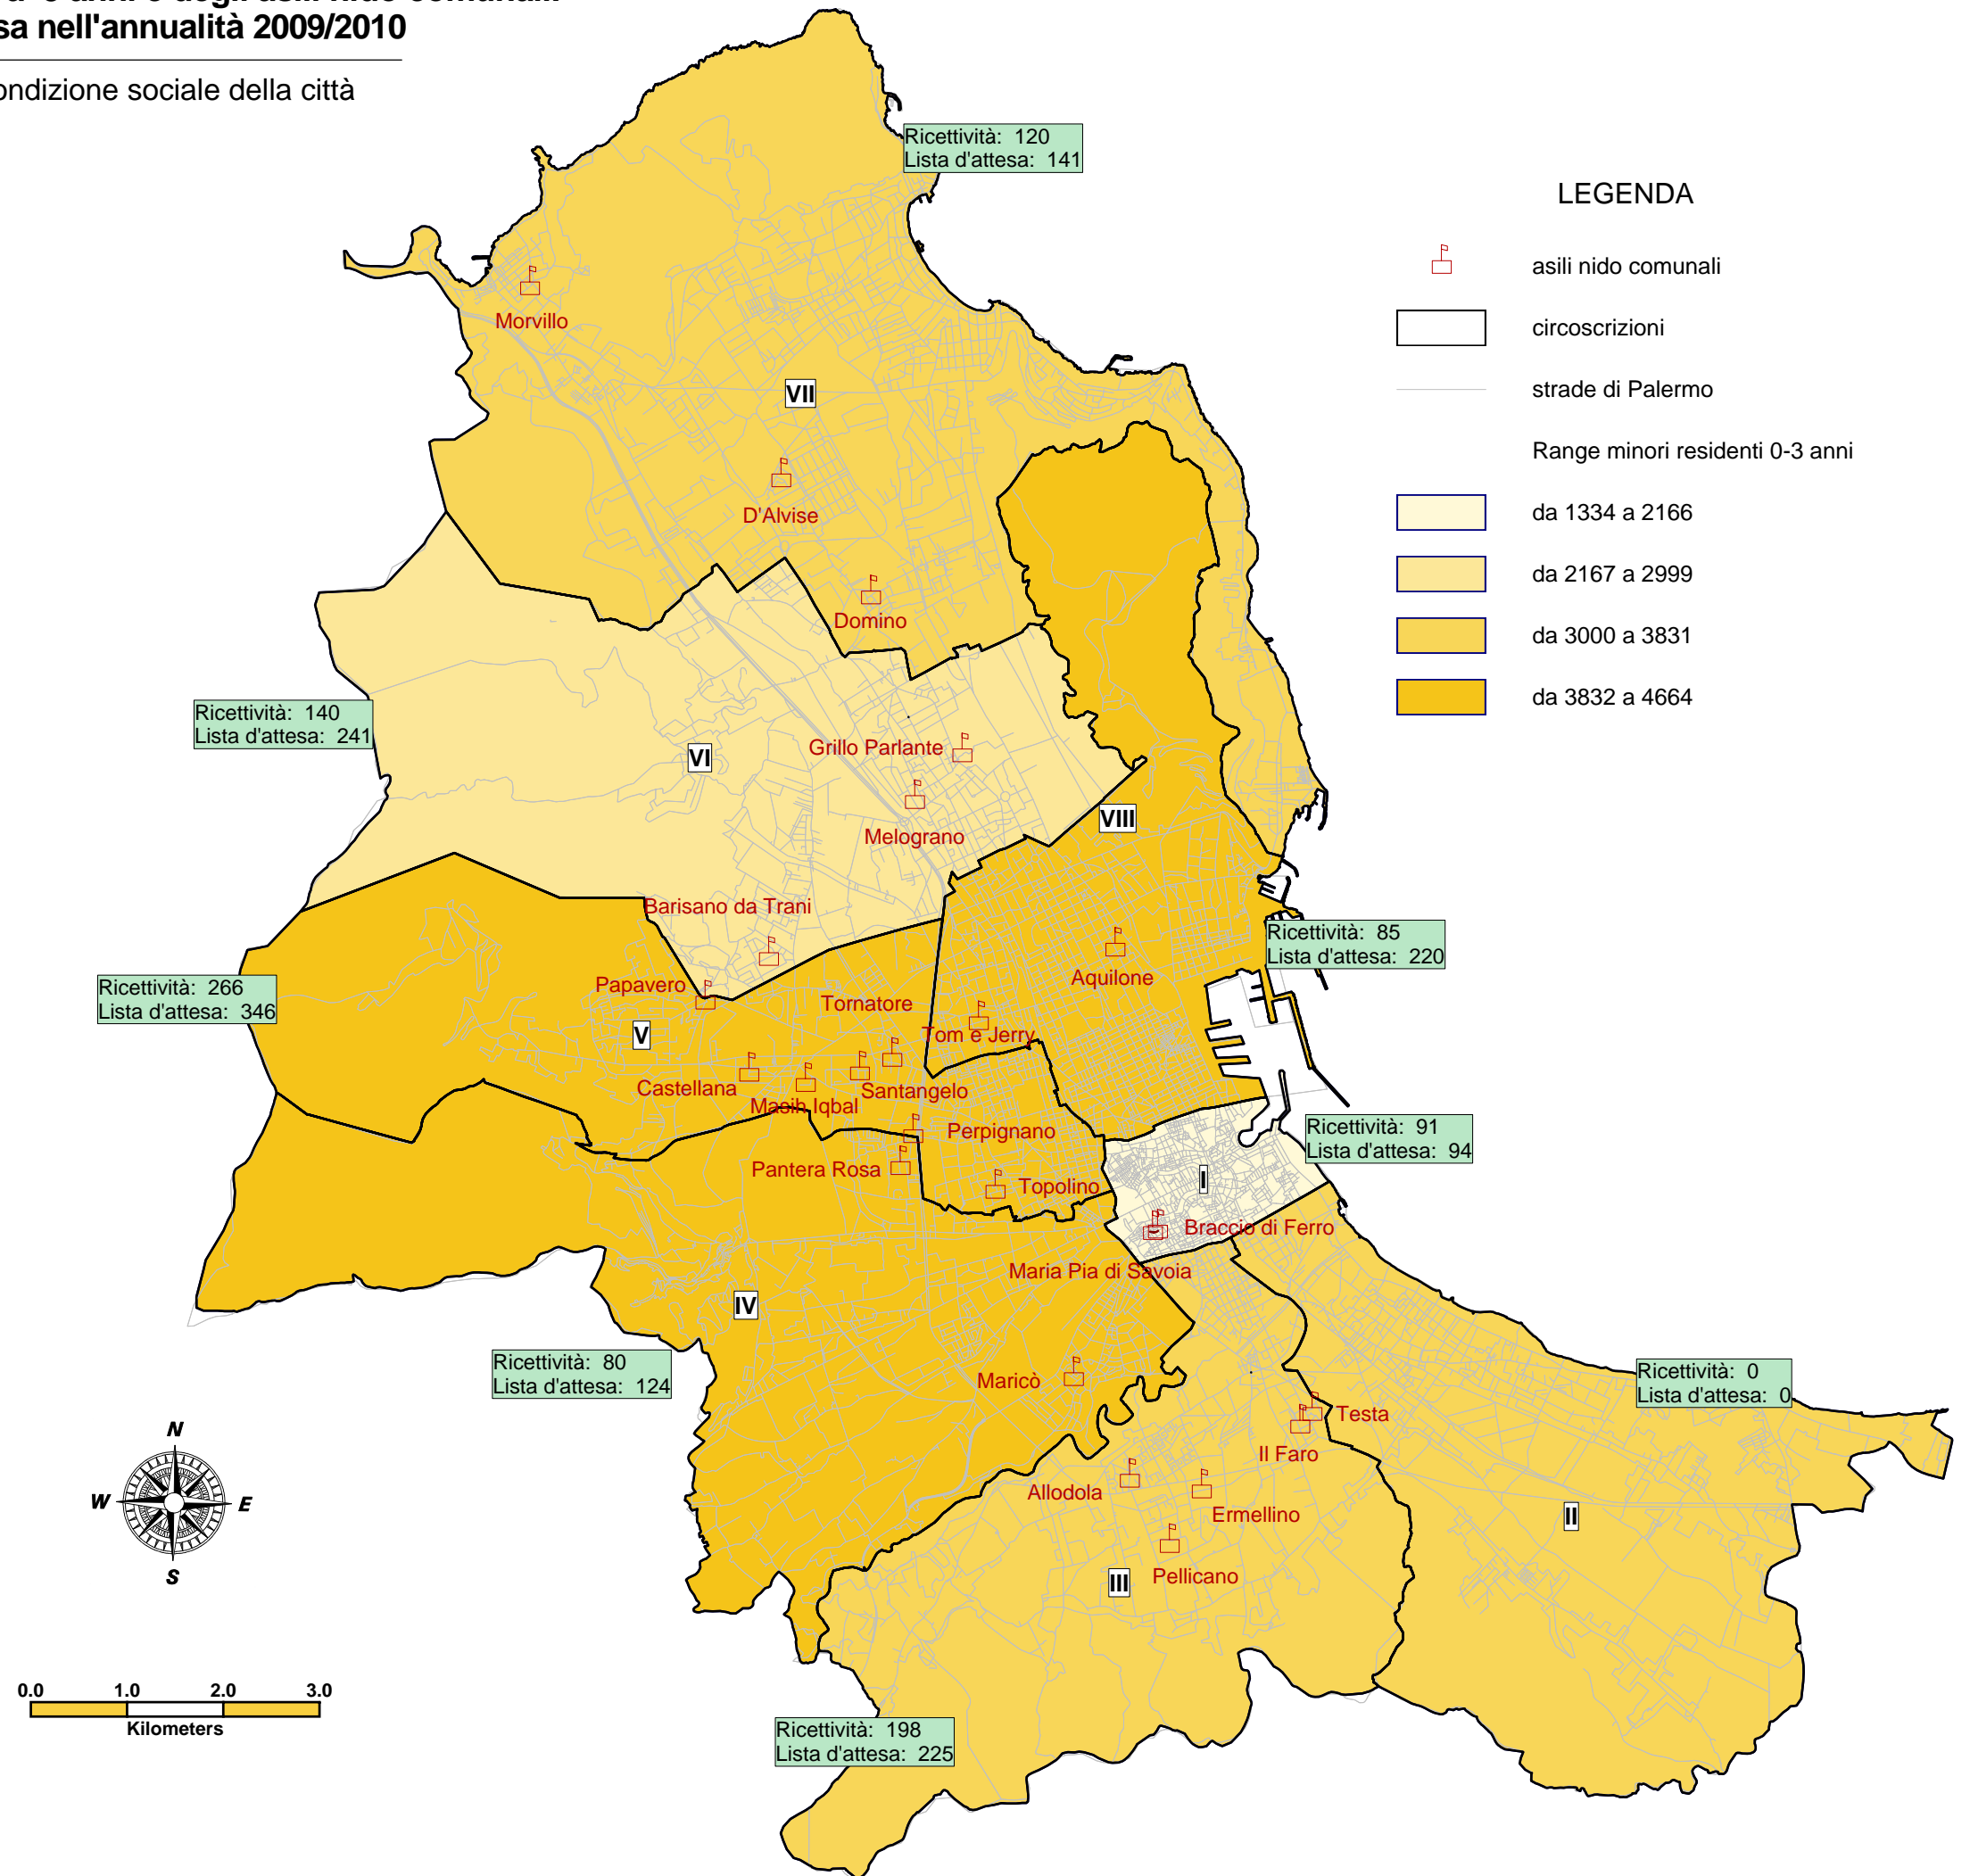 sa nell'annualità 2009/2010
ondizione sociale della città
Ricettività: 120
Lista d'attesa: 141
LEGENDA
asili nido comunali
circoscrizioni
strade di Palermo
Range minori residenti 0-3 anni
da 1334 a 2166
da 2167 a 2999
da 3000 a 3831
da 3832 a 4664
Morvillo
VII
D'Alvise
Domino
Ricettività: 140
Lista d'attesa: 241
VI
Grillo Parlante
Melograno
VIII
Barisano da Trani
Ricettività: 85
Lista d'attesa: 220
Aquilone
Ricettività: 266
Lista d'attesa: 346
Papavero
Tornatore
V
Tom e Jerry
Castellana
Santangelo
Masih Iqbal
Ricettività: 91
Lista d'attesa: 94
Perpignano
Pantera Rosa
Topolino
I
Braccio di Ferro
Maria Pia di Savoia
IV
Ricettività: 80
Lista d'attesa: 124
Maricò
Ricettività: 0
Lista d'attesa: 0
Testa
Il Faro
Allodola
Ermellino
II
Pellicano
III
N
W
E
S
0.0 1.0 2.0 3.0
Kilometers
Ricettività: 198
Lista d'attesa: 225